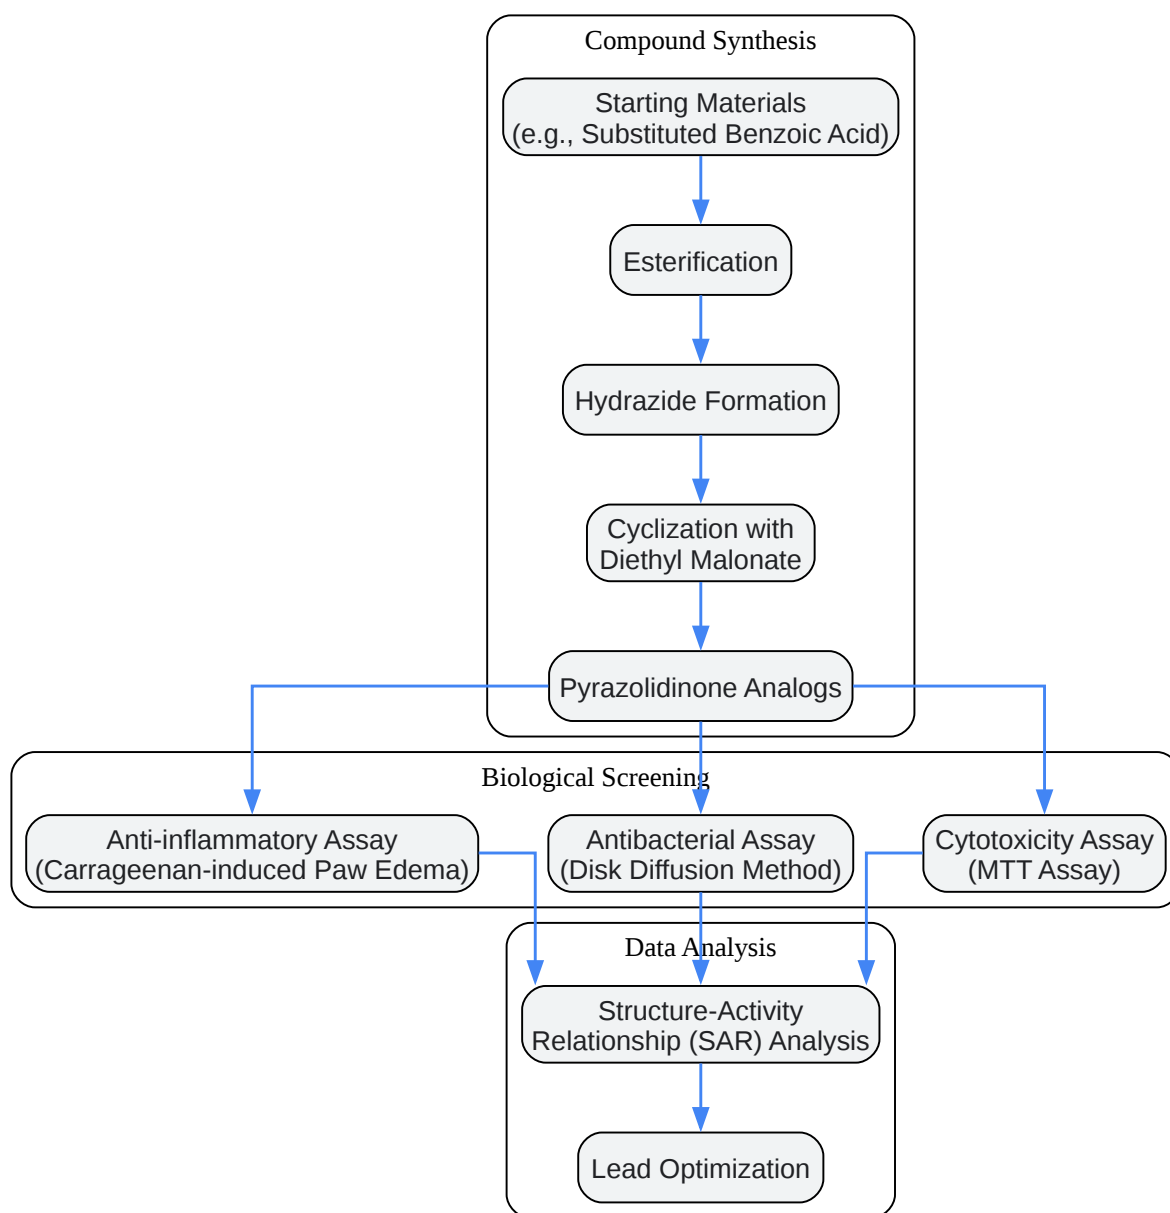 Compound Synthesis
Starting Materials
(e.g., Substituted Benzoic Acid)
Esterification
Hydrazide Formation
Cyclization with
Diethyl Malonate
Pyrazolidinone Analogs
Biological Screening
Anti-inflammatory Assay
(Carrageenan-induced Paw Edema)
Antibacterial Assay
(Disk Diffusion Method)
Cytotoxicity Assay
(MTT Assay)
Data Analysis
Structure-Activity
Relationship (SAR) Analysis
Lead Optimization